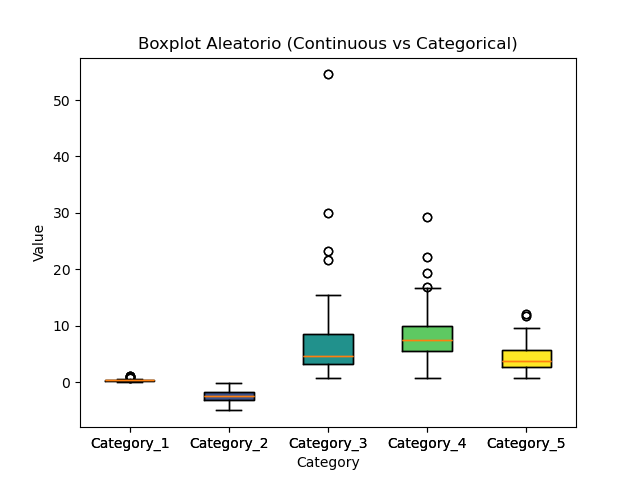 Boxplot Aleatorio (Continuous vs Categorical)
50
40
30
20
10
0
Value
Category_1 Category_2 Category_3 Category_4 Category_5
Category